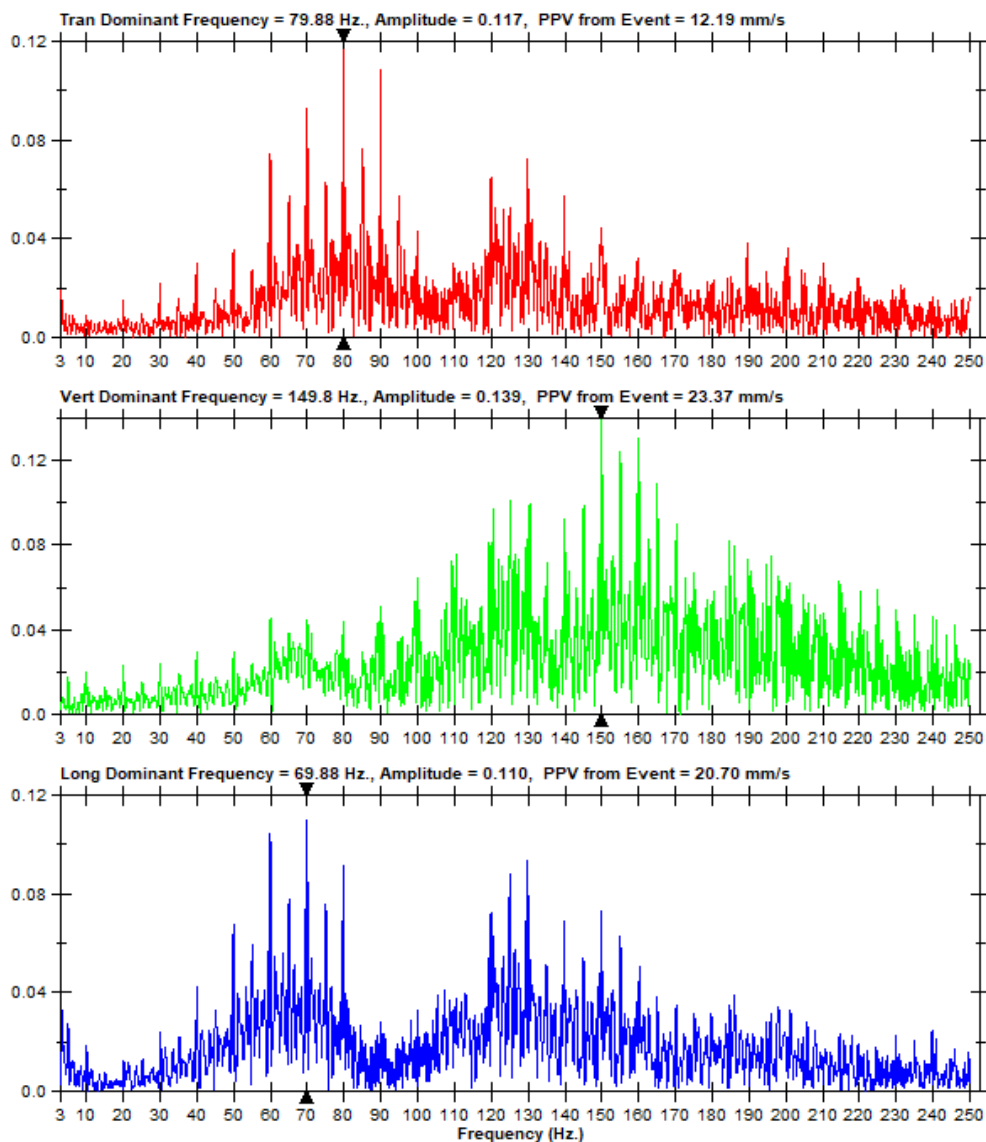 Tran Dominant Frequency = 79.88 Hz., Amplitude = 0.117,  PPV from Event = 12.19 mm/s
0.12
0.08
0.04
0.0
3 10 20 30 40 50 60 70 80 90 100 110 120 130 140 150 160 170 180 190 200 210 220 230 240 250
Vert Dominant Frequency = 149.8 Hz., Amplitude = 0.139,  PPV from Event = 23.37 mm/s
0.12
0.08
0.04
0.0
3 10 20 30 40 50 60 70 80 90 100 110 120 130 140 150 160 170 180 190 200 210 220 230 240 250
Long Dominant Frequency = 69.88 Hz., Amplitude = 0.110,  PPV from Event = 20.70 mm/s
0.12
0.08
0.04
0.0
3 10 20 30 40 50 60 70 80 90 100 110 120 130 140 150 160 170 180 190 200 210 220 230 240 250
Frequency (Hz.)